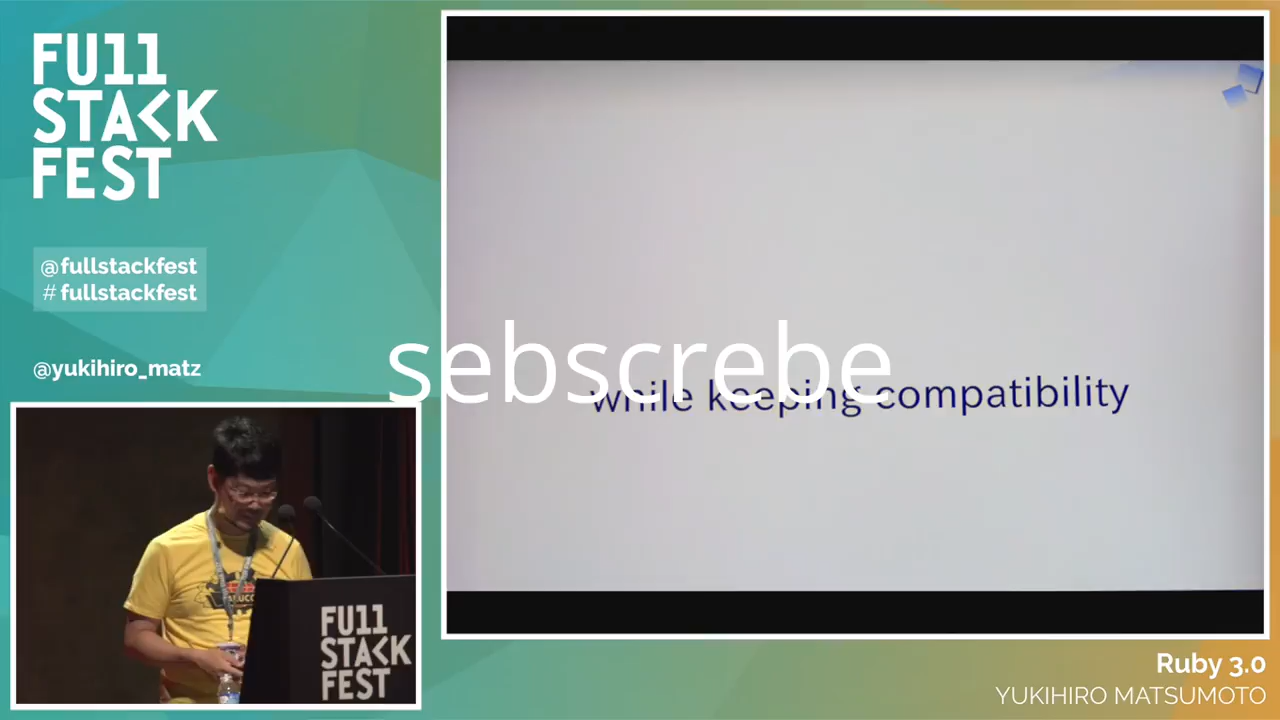 FU11
STACK
FEST
@fullstackfest
# fullstackfest
@yukihiro_matz
sebscrebe
while keeping compatibility
FU11
STACK
FEST
Ruby 3.0
YUKIHIRO MATSUMOTO